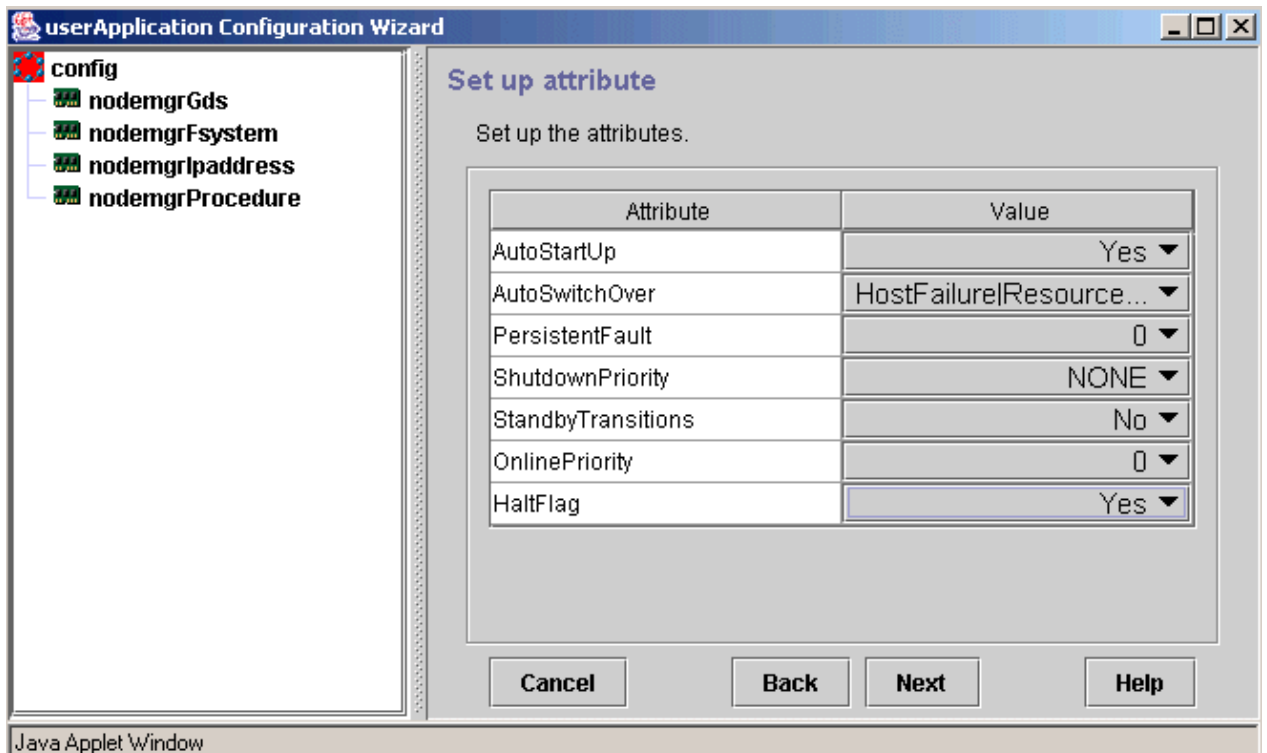 userApplication Configuration Wizard
config
nodemgrGds
nodemgrFsystem
nodemgrIpaddress
nodemgrProcedure
Set up attribute
Set up the attributes.
Attribute Value
AutoStartUp Yes
AutoSwitchOver HostFailure|Resource...
PersistentFault 0
ShutdownPriority NONE
StandbyTransitions No
OnlinePriority 0
HaltFlag Yes
Cancel Back Next Help
Java Applet Window